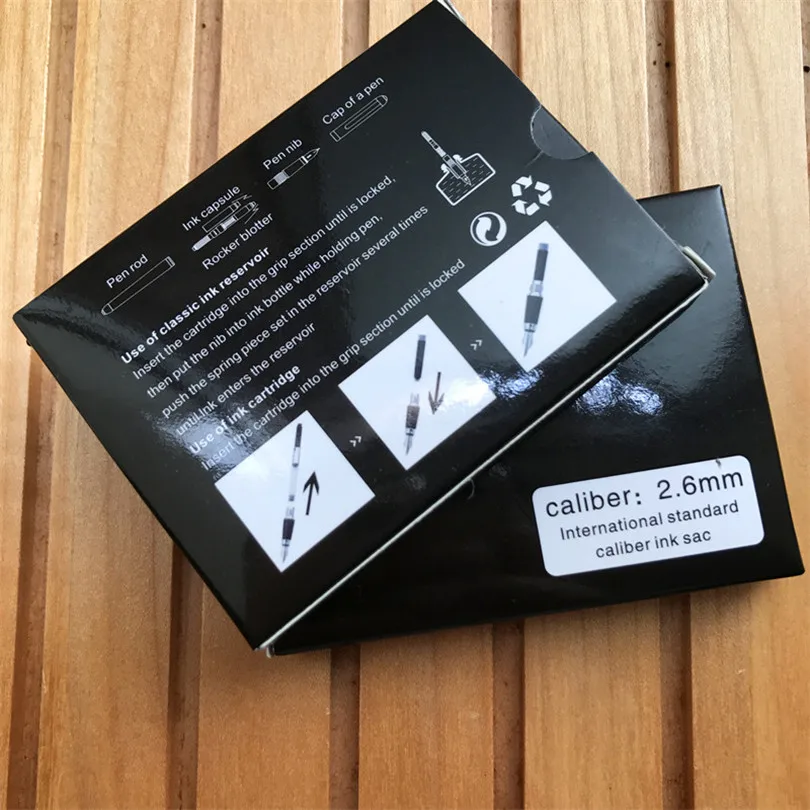 Cap of a pen
Pen nib
Ink capsule
Rocker blotter
Pen rod
Use of classic ink reservoir
Insert the cartridge into the grip section until is locked,
then put the nib into ink bottle while holding pen,
push the spring piece set in the reservoir several times
until ink enters the reservoir
Use of ink cartridge
Insert the cartridge into the grip section until is locked
caliber: 2.6mm
International standard
caliber ink sac